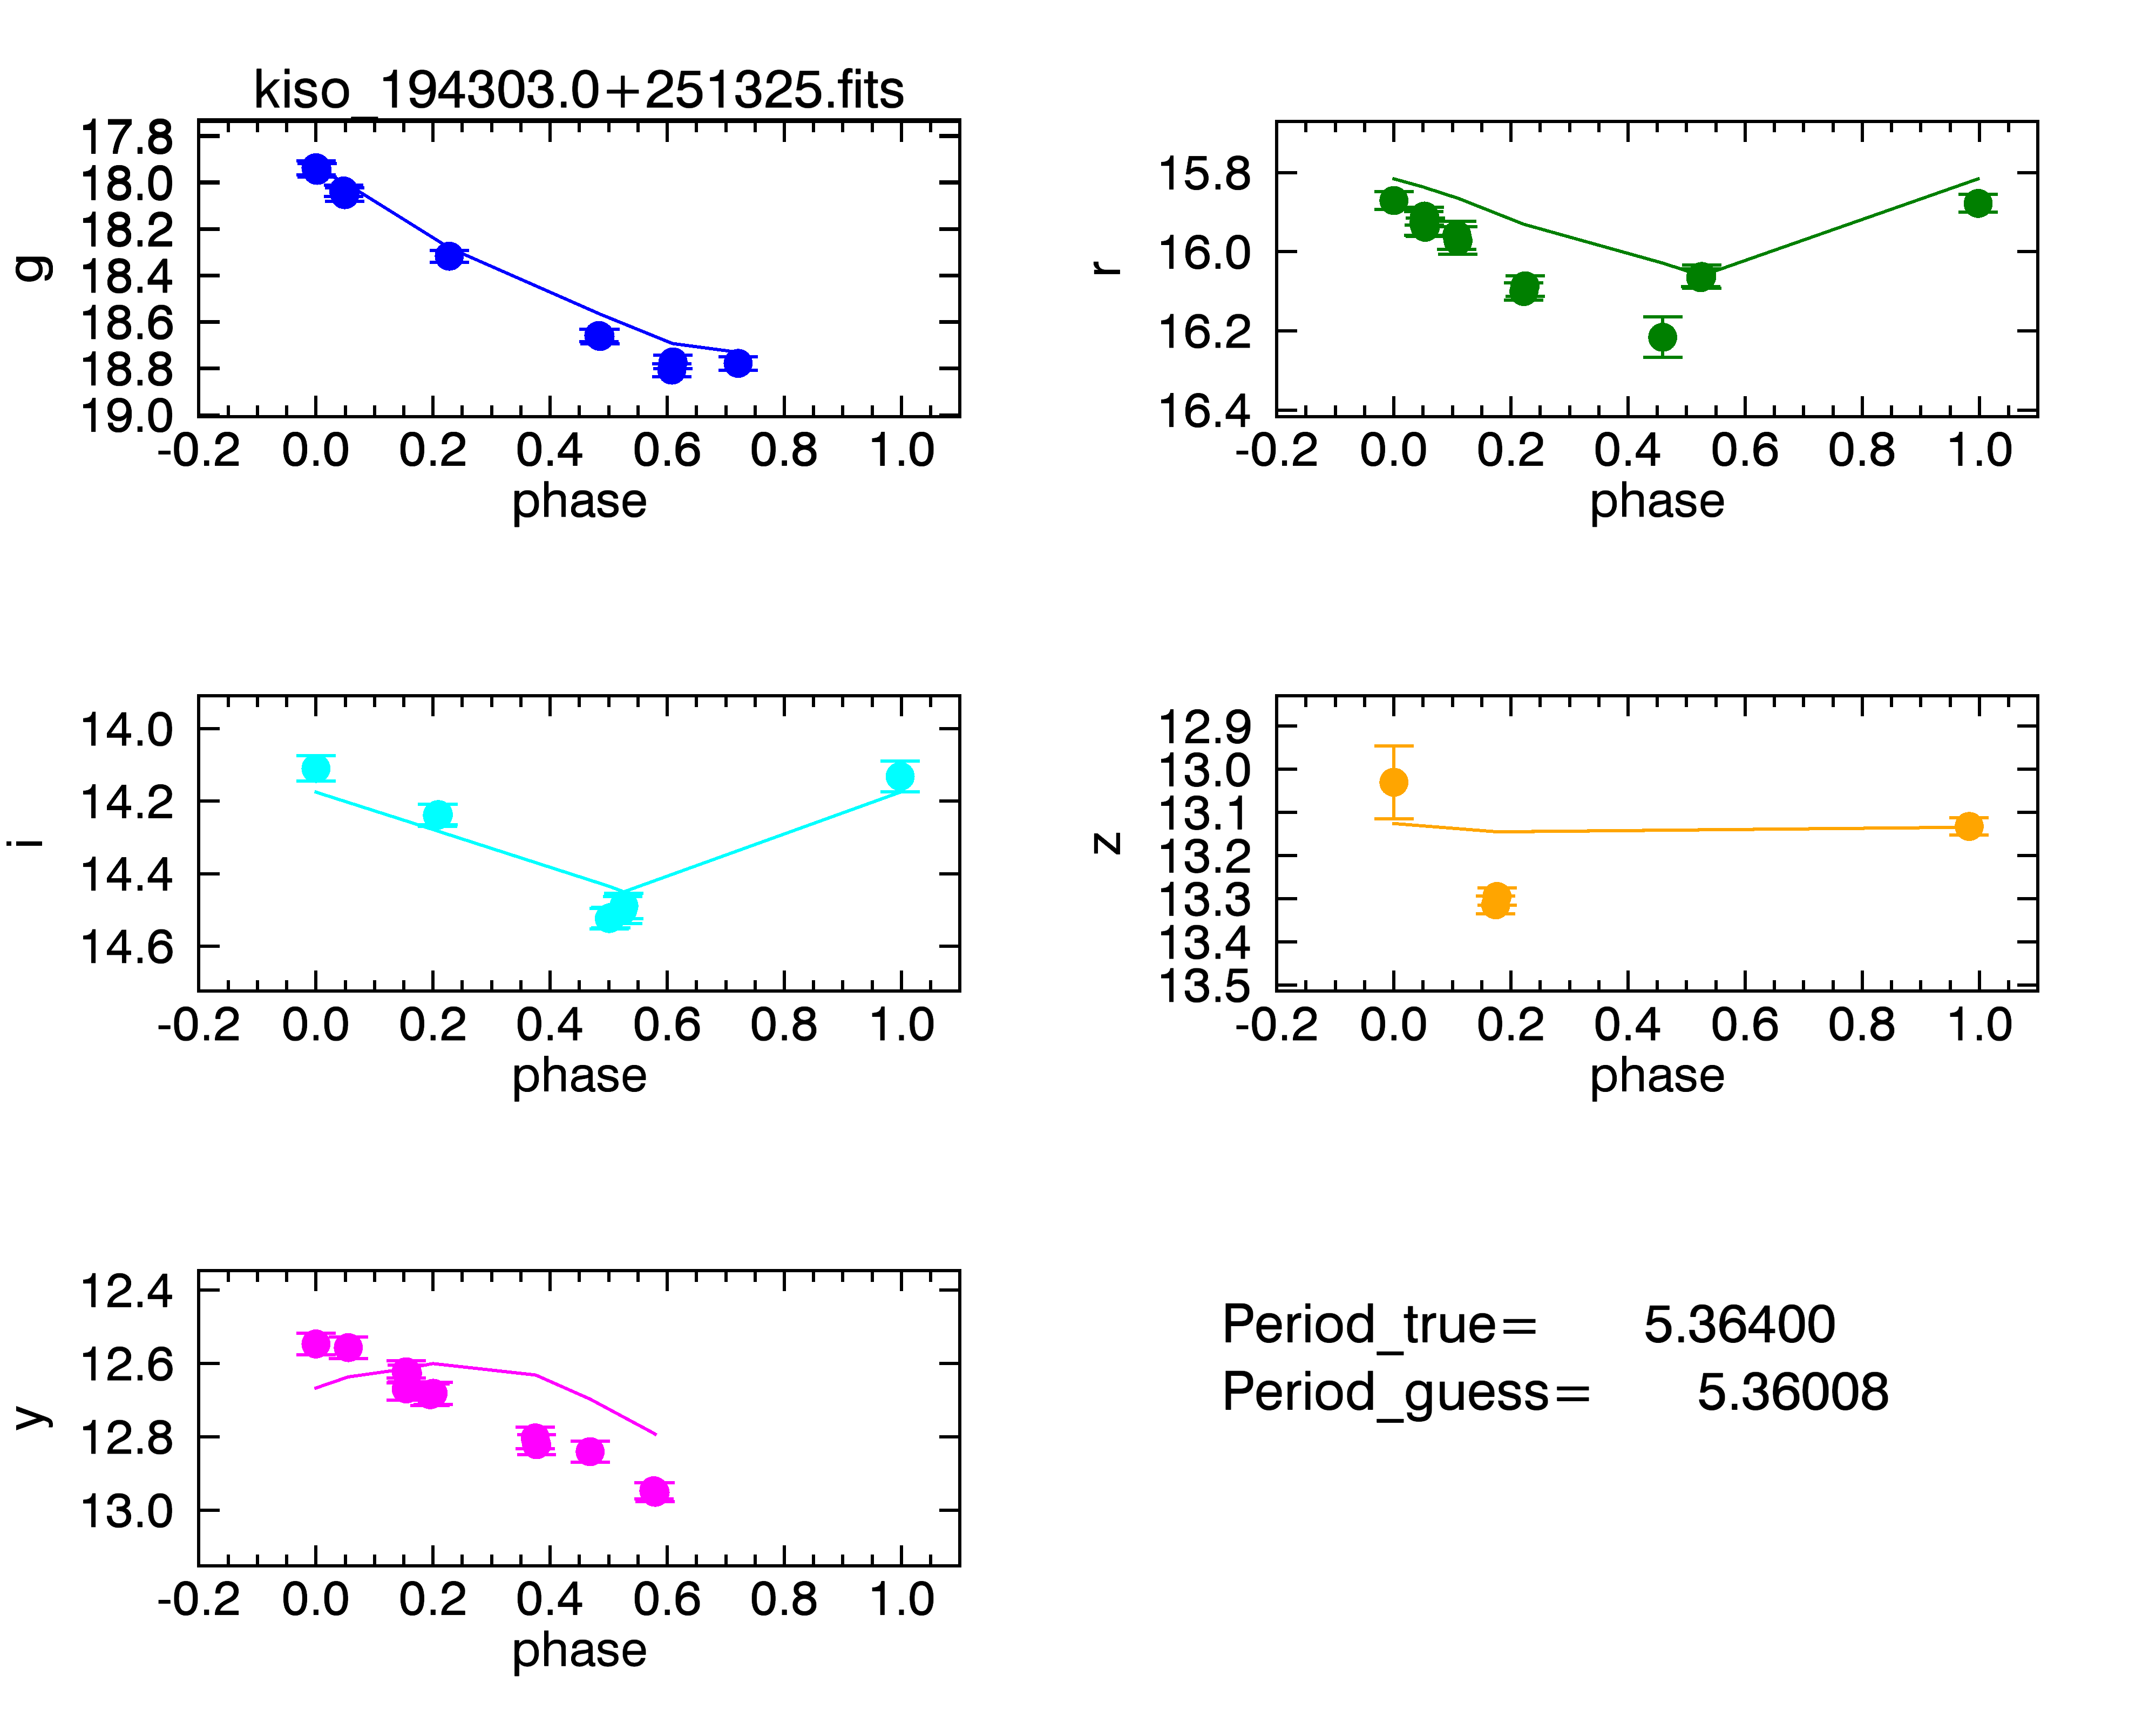 kiso_194303.0+251325.fits
17.8
18.0
18.2
18.4
18.6
18.8
19.0
g
-0.2 0.0 0.2 0.4 0.6 0.8 1.0
phase
15.8
16.0
16.2
16.4
r
-0.2 0.0 0.2 0.4 0.6 0.8 1.0
phase
14.0
14.2
14.4
14.6
i
-0.2 0.0 0.2 0.4 0.6 0.8 1.0
phase
12.9
13.0
13.1
13.2
13.3
13.4
13.5
z
-0.2 0.0 0.2 0.4 0.6 0.8 1.0
phase
12.4
12.6
12.8
13.0
y
-0.2 0.0 0.2 0.4 0.6 0.8 1.0
phase
Period_true= 5.36400
Period_guess= 5.36008